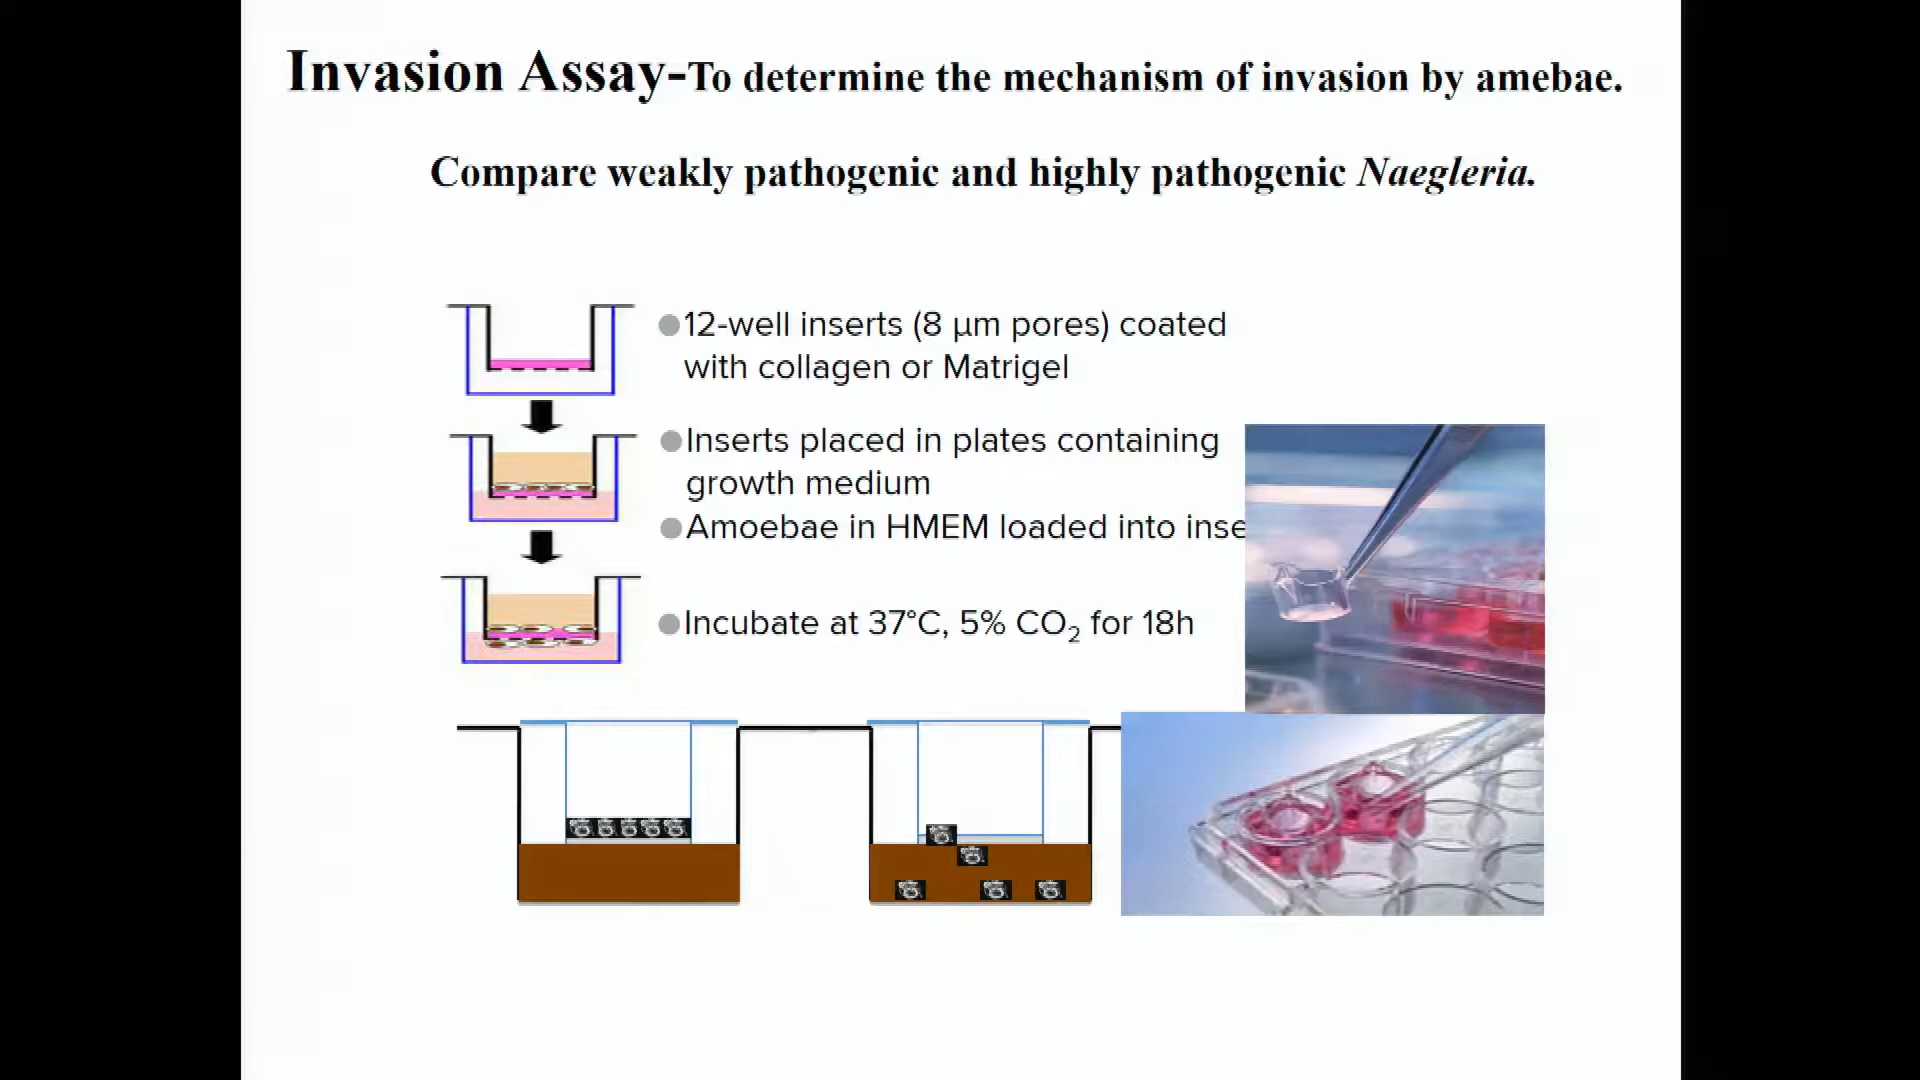 Invasion Assay-To determine the mechanism of invasion by amebae.
Compare weakly pathogenic and highly pathogenic Naegleria.
●12-well inserts (8 µm pores) coated
with collagen or Matrigel
●Inserts placed in plates containing
growth medium
●Amoebae in HMEM loaded into inse
●Incubate at 37°C, 5% CO₂ for 18h